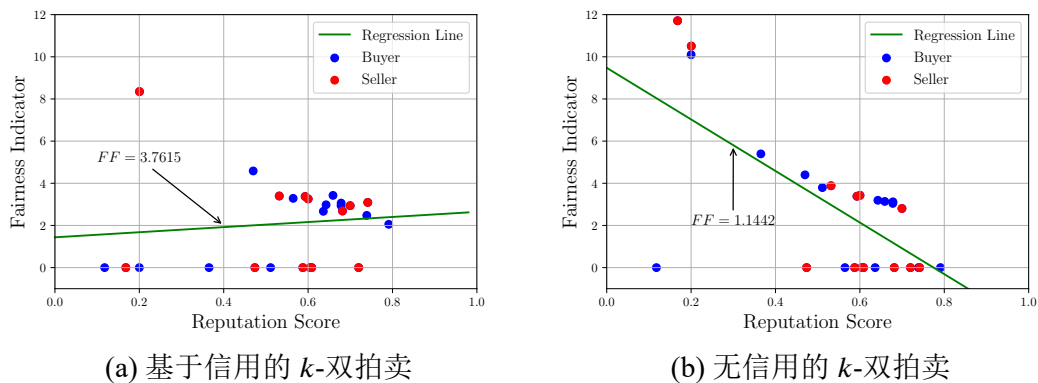 12
10
8
6
4
2
0
0.0 0.2 0.4 0.6 0.8 1.0
Fairness Indicator
Reputation Score
Regression Line
Buyer
Seller
FF = 3.7615
(a) 基于信用的 k-双拍卖
12
10
8
6
4
2
0
0.0 0.2 0.4 0.6 0.8 1.0
Fairness Indicator
Reputation Score
Regression Line
Buyer
Seller
FF = 1.1442
(b) 无信用的 k-双拍卖